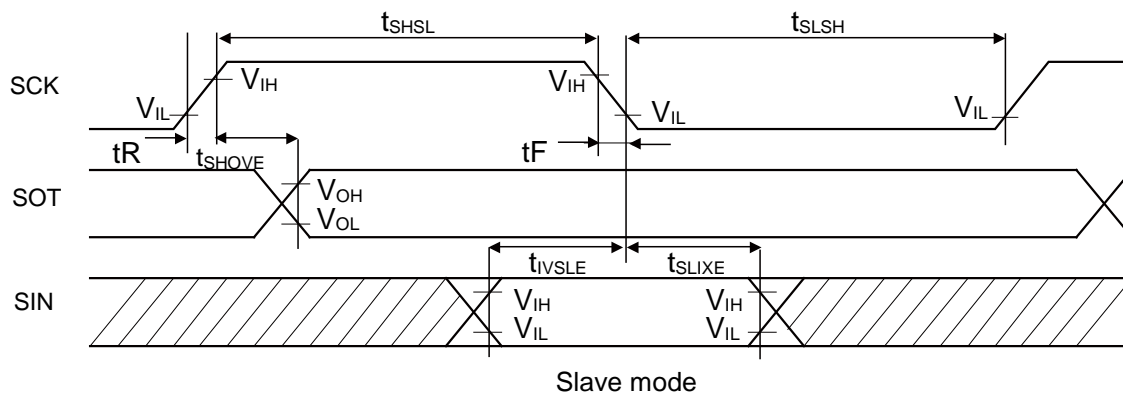 tSHSL
tSLSH
SCK
VIH
VIH
VIL
VIL
VIL
tR
tSHOVE
tF
SOT
VOH
VOL
tIVSLE
tSLIXE
SIN
VIH
VIH
VIL
VIL
Slave mode